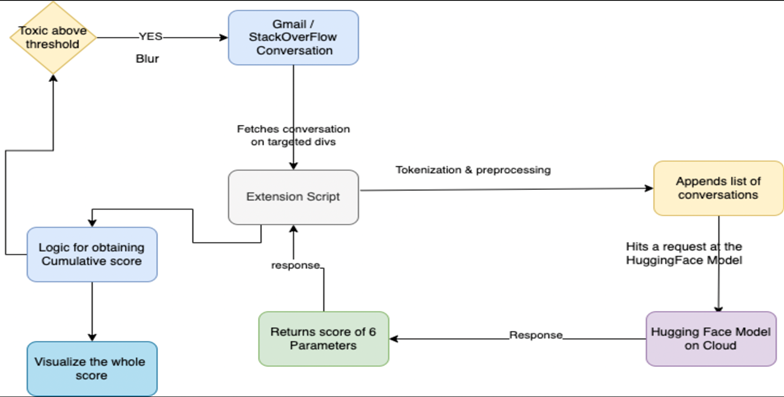 Toxic above
threshold
YES
Blur
Gmail /
StackOverFlow
Conversation
Fetches conversation
on targeted divs
Extension Script
Tokenization & preprocessing
Appends list of
conversations
Hits a request at the
HuggingFace Model
Hugging Face Model
on Cloud
Response
Returns score of 6
Parameters
response
Logic for obtaining
Cumulative score
Visualize the whole
score